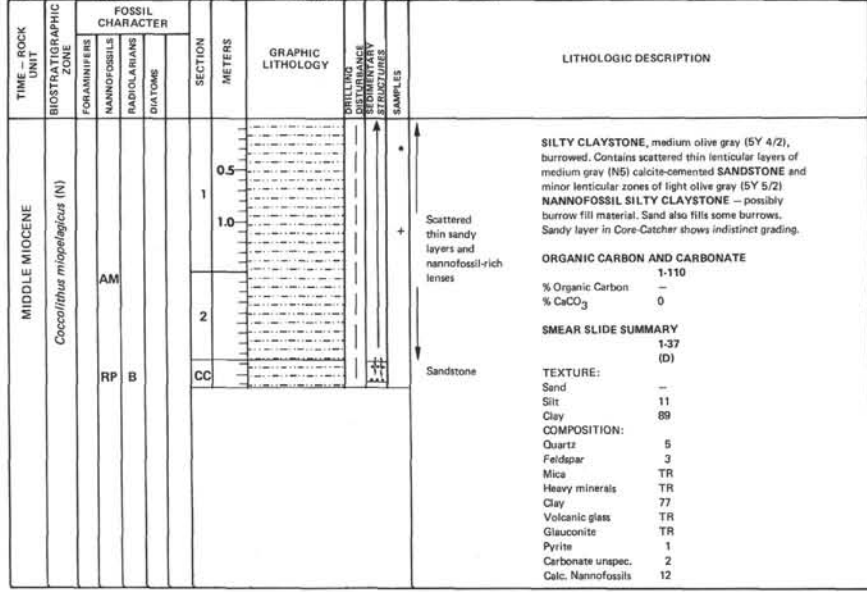 TIME – ROCK UNIT
BIOSTRATIGRAPHIC ZONE
FOSSIL CHARACTER
FORAMINIFERS
NANNOFOSSILS
RADIOLARIANS
DIATOMS
SECTION
METERS
GRAPHIC LITHOLOGY
DRILLING DISTURBANCE
SEDIMENTARY STRUCTURES
SAMPLES
LITHOLOGIC DESCRIPTION
MIDDLE MIOCENE
Coccolithus miopelagicus (N)
AM
RP
B
1
2
CC
0.5
1.0
*
+
Scattered
thin sandy
layers and
nannofossil-rich
lenses
Sandstone
SILTY CLAYSTONE, medium olive gray (5Y 4/2),
burrowed. Contains scattered thin lenticular layers of
medium gray (N5) calcite-cemented SANDSTONE and
minor lenticular zones of light olive gray (5Y 5/2)
NANNOFOSSIL SILTY CLAYSTONE – possibly
burrow fill material. Sand also fills some burrows.
Sandy layer in Core-Catcher shows indistinct grading.
ORGANIC CARBON AND CARBONATE
1-110
% Organic Carbon –
% CaCO3 0
SMEAR SLIDE SUMMARY
1-37
(D)
TEXTURE:
Sand –
Silt 11
Clay 89
COMPOSITION:
Quartz 5
Feldspar 3
Mica TR
Heavy minerals TR
Clay 77
Volcanic glass TR
Glauconite TR
Pyrite 1
Carbonate unspec. 2
Calc. Nannofossils 12